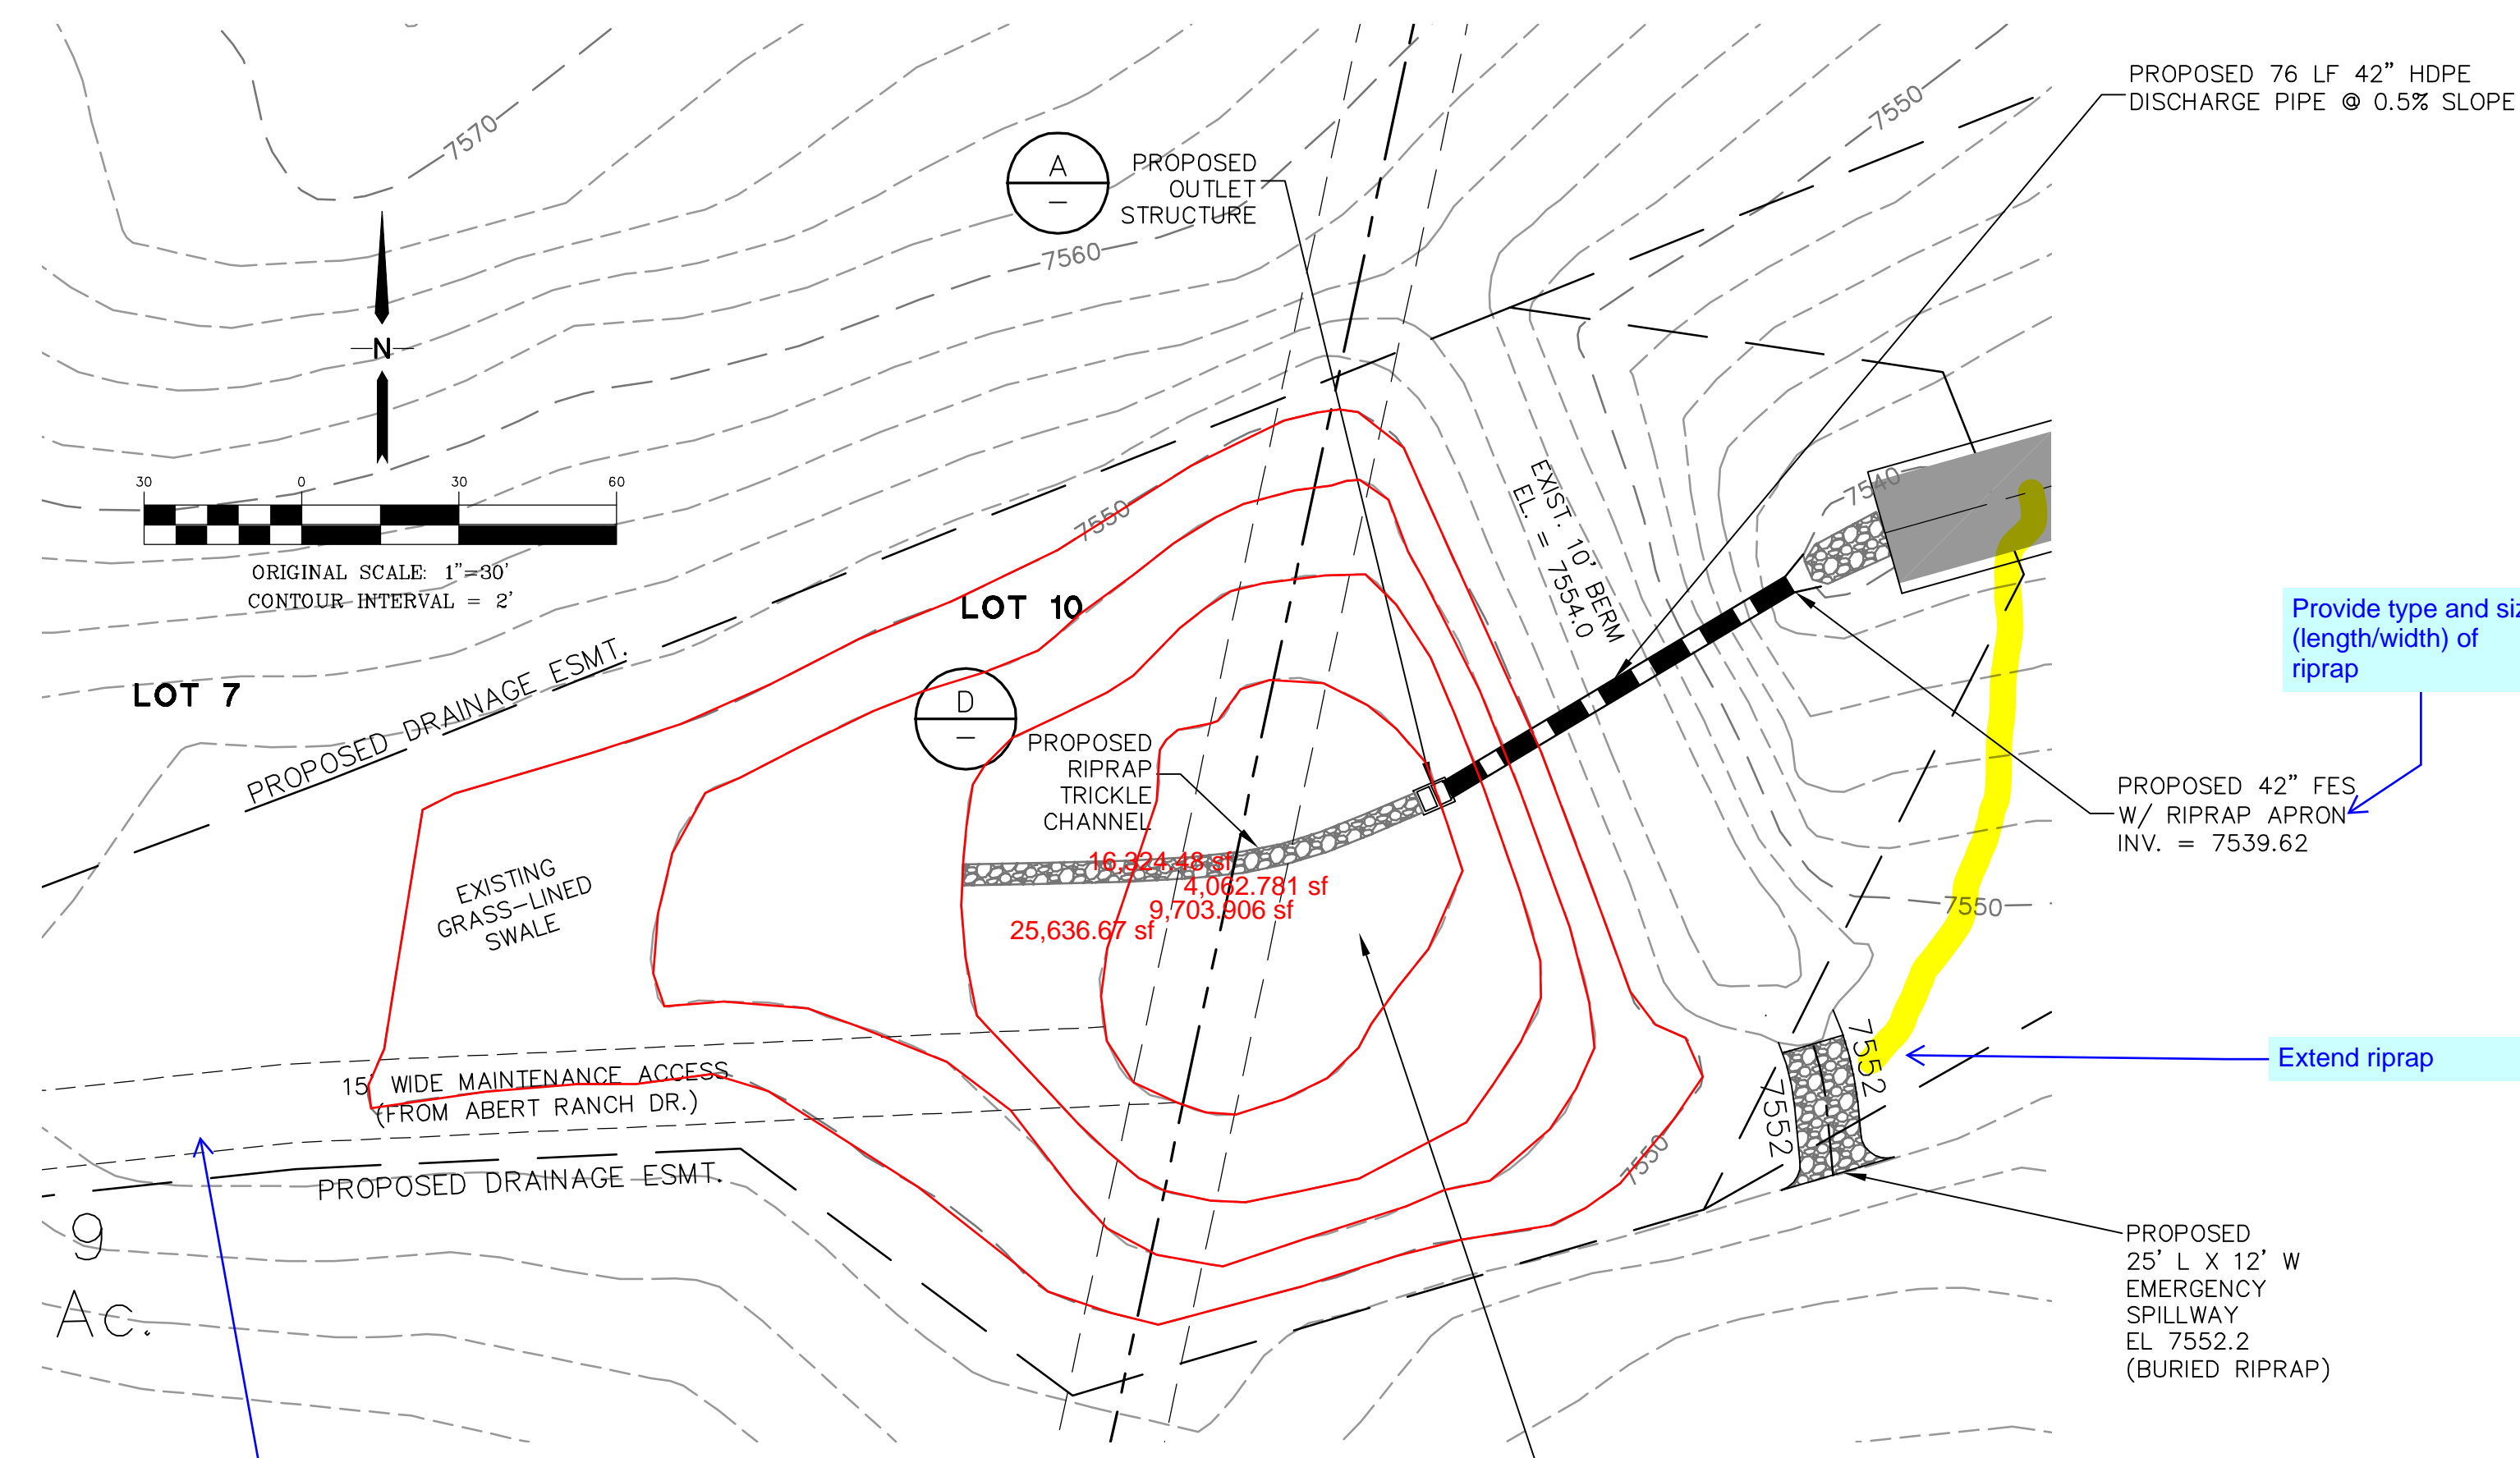 PROPOSED 76 LF 42" HDPE
DISCHARGE PIPE @ 0.5% SLOPE
7570
7550
A
–
PROPOSED
OUTLET
STRUCTURE
7560
N
30 0 30 60
ORIGINAL SCALE: 1"=30'
CONTOUR INTERVAL = 2'
7550
EXIST. 10' BERM
EL. = 7554.0
7540
LOT 10
LOT 7
PROPOSED DRAINAGE ESMT.
Provide type and
(length/width) of
riprap
D
–
PROPOSED
RIPRAP
TRICKLE
CHANNEL
PROPOSED 42" FES
W/ RIPRAP APRON
INV. = 7539.62
EXISTING
GRASS-LINED
SWALE
16,324.48 sf
4,062.781 sf
9,703.906 sf
25,636.67 sf
7550
7552
7552
Extend riprap
15' WIDE MAINTENANCE ACCESS
(FROM ABERT RANCH DR.)
PROPOSED DRAINAGE ESMT.
7550
9
Ac.
PROPOSED
25' L X 12' W
EMERGENCY
SPILLWAY
EL 7552.2
(BURIED RIPRAP)